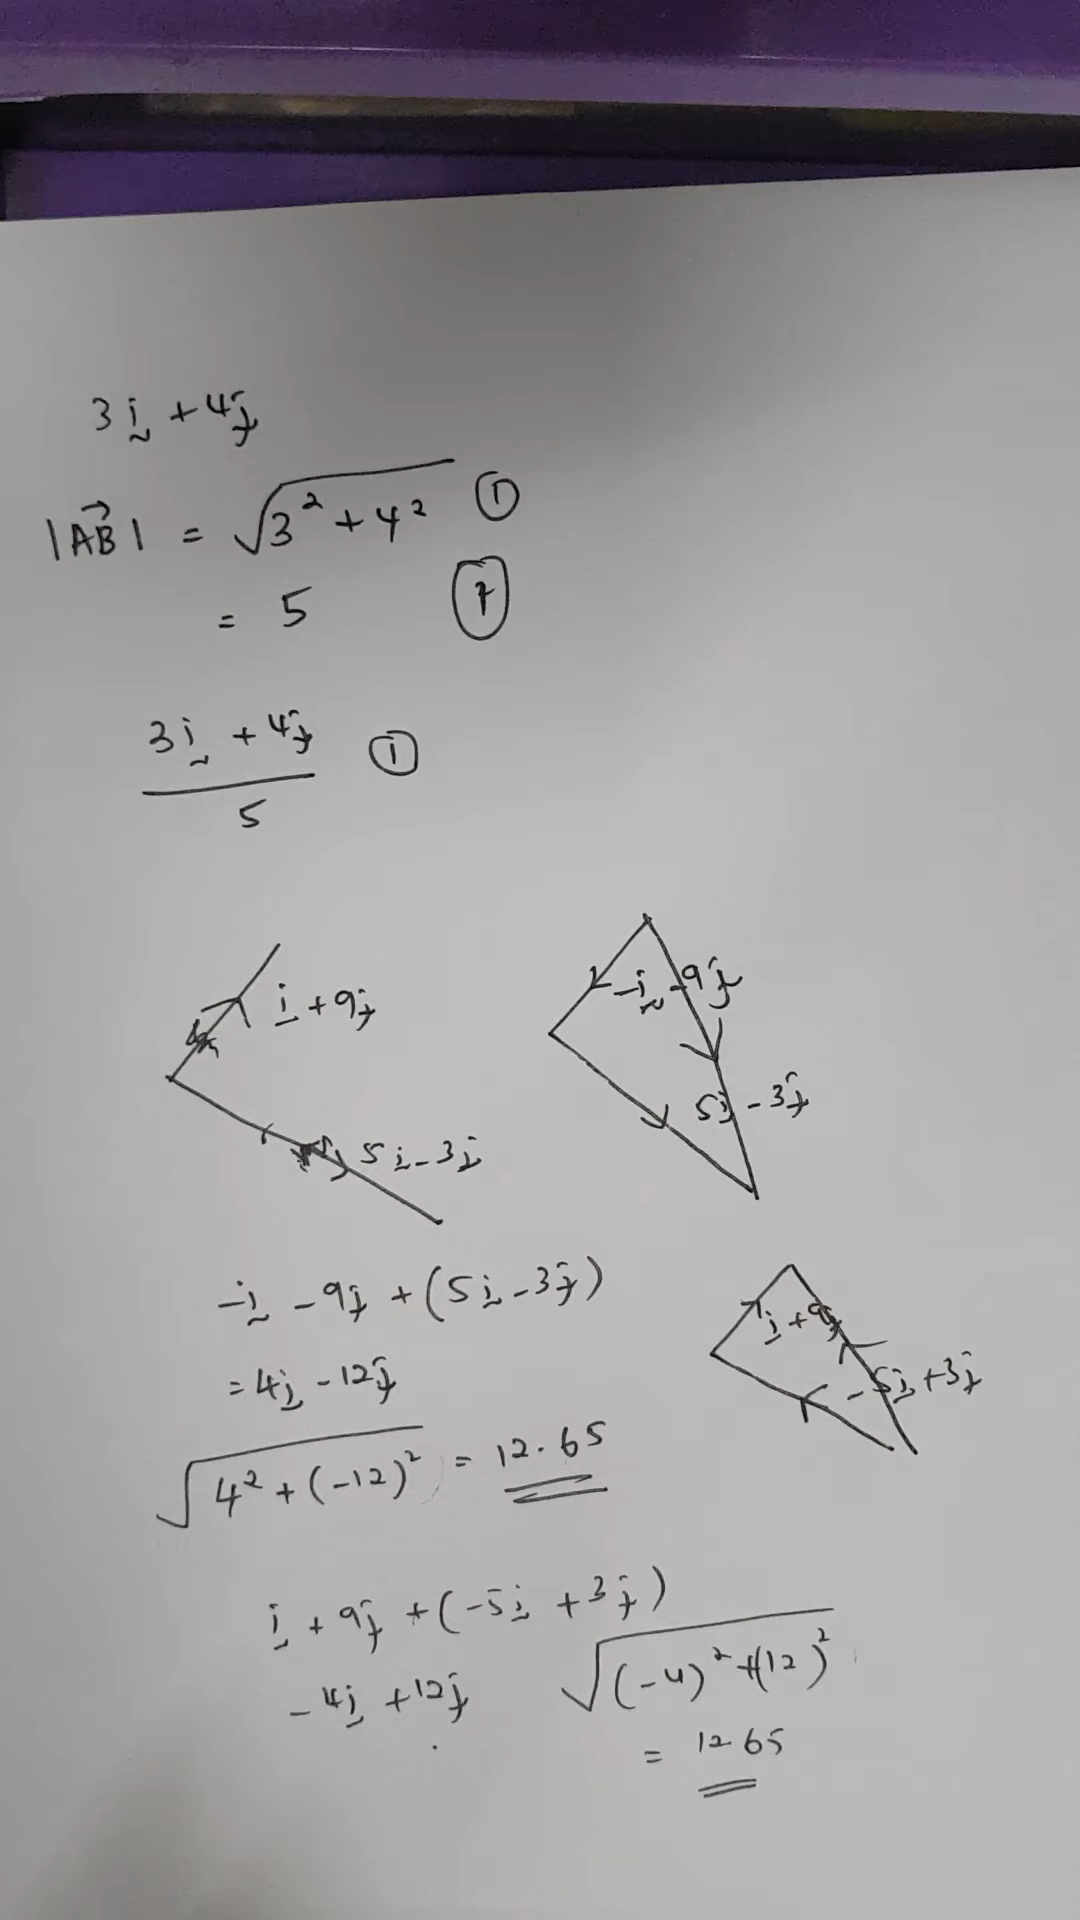 3i + 4j
|AB| = √3² + 4² ①
= 5
3i + 4j ①
5
i + 9j
5i - 3j
-i - 9j
5i - 3j
-i - 9j + (5i - 3j)
= 4i - 12j
√4² + (-12)² = 12.65
i + 9j
-5i + 3j
i + 9j + (-5i + 3j)
-4i + 12j
√(-4)² + (12)²
= 12.65